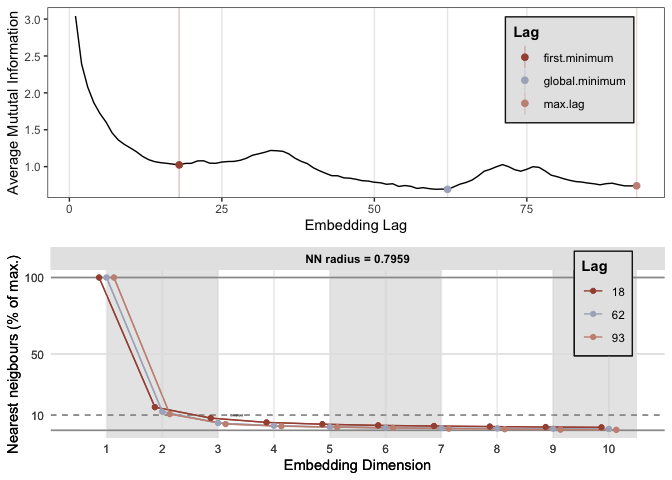 Average Mututal Information
3.0
2.5
2.0
1.5
1.0
Lag
first.minimum
global.minimum
max.lag
0
25
50
75
Embedding Lag
NN radius = 0.7959
Nearest neigbours (% of max.)
100
50
10
Lag
18
62
93
1 2 3 4 5 6 7 8 9 10
Embedding Dimension